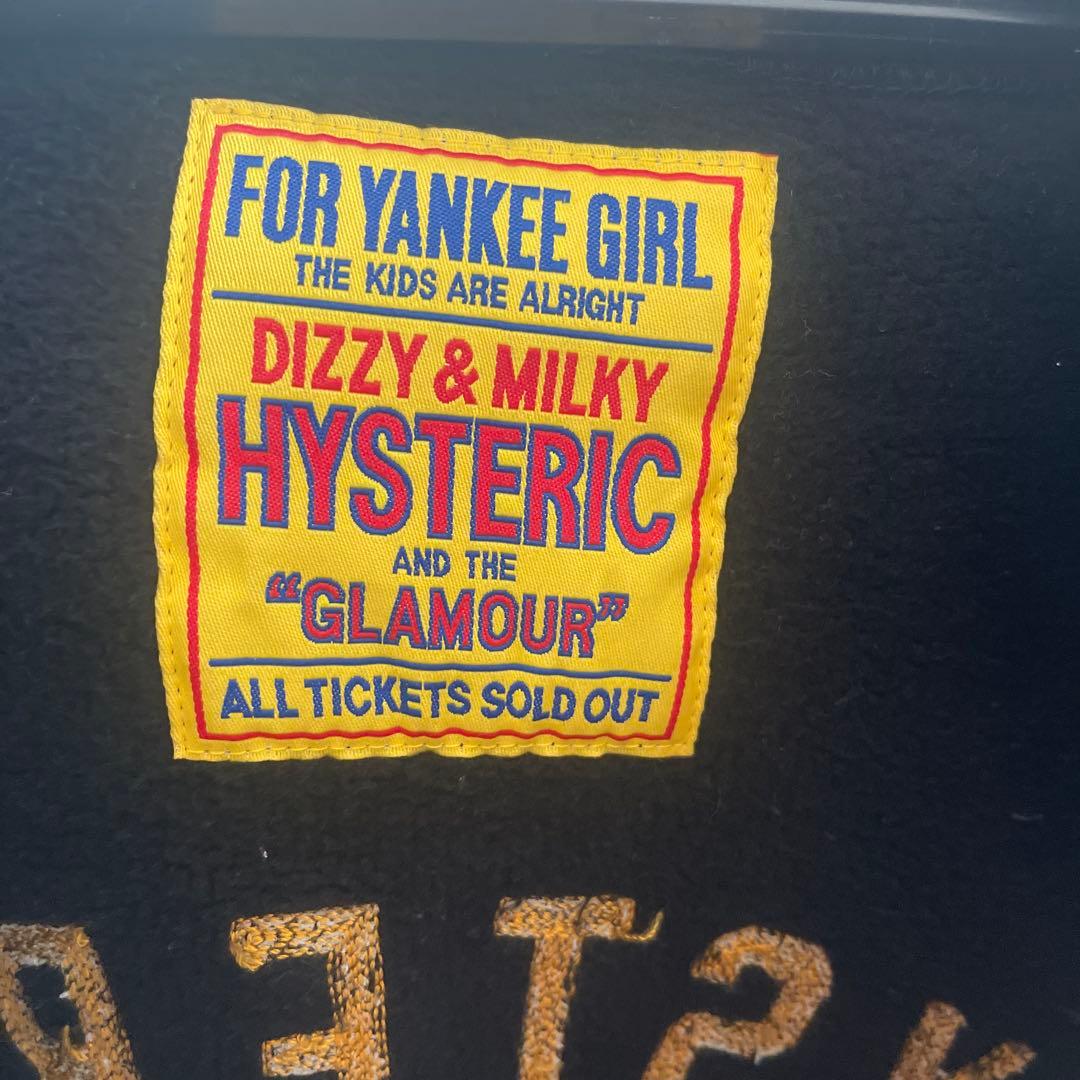 FOR YANKEE GIRL
THE KIDS ARE ALRIGHT
DIZZY & MILKY
HYSTERIC
AND THE
“GLAMOUR”
ALL TICKETS SOLD OUT